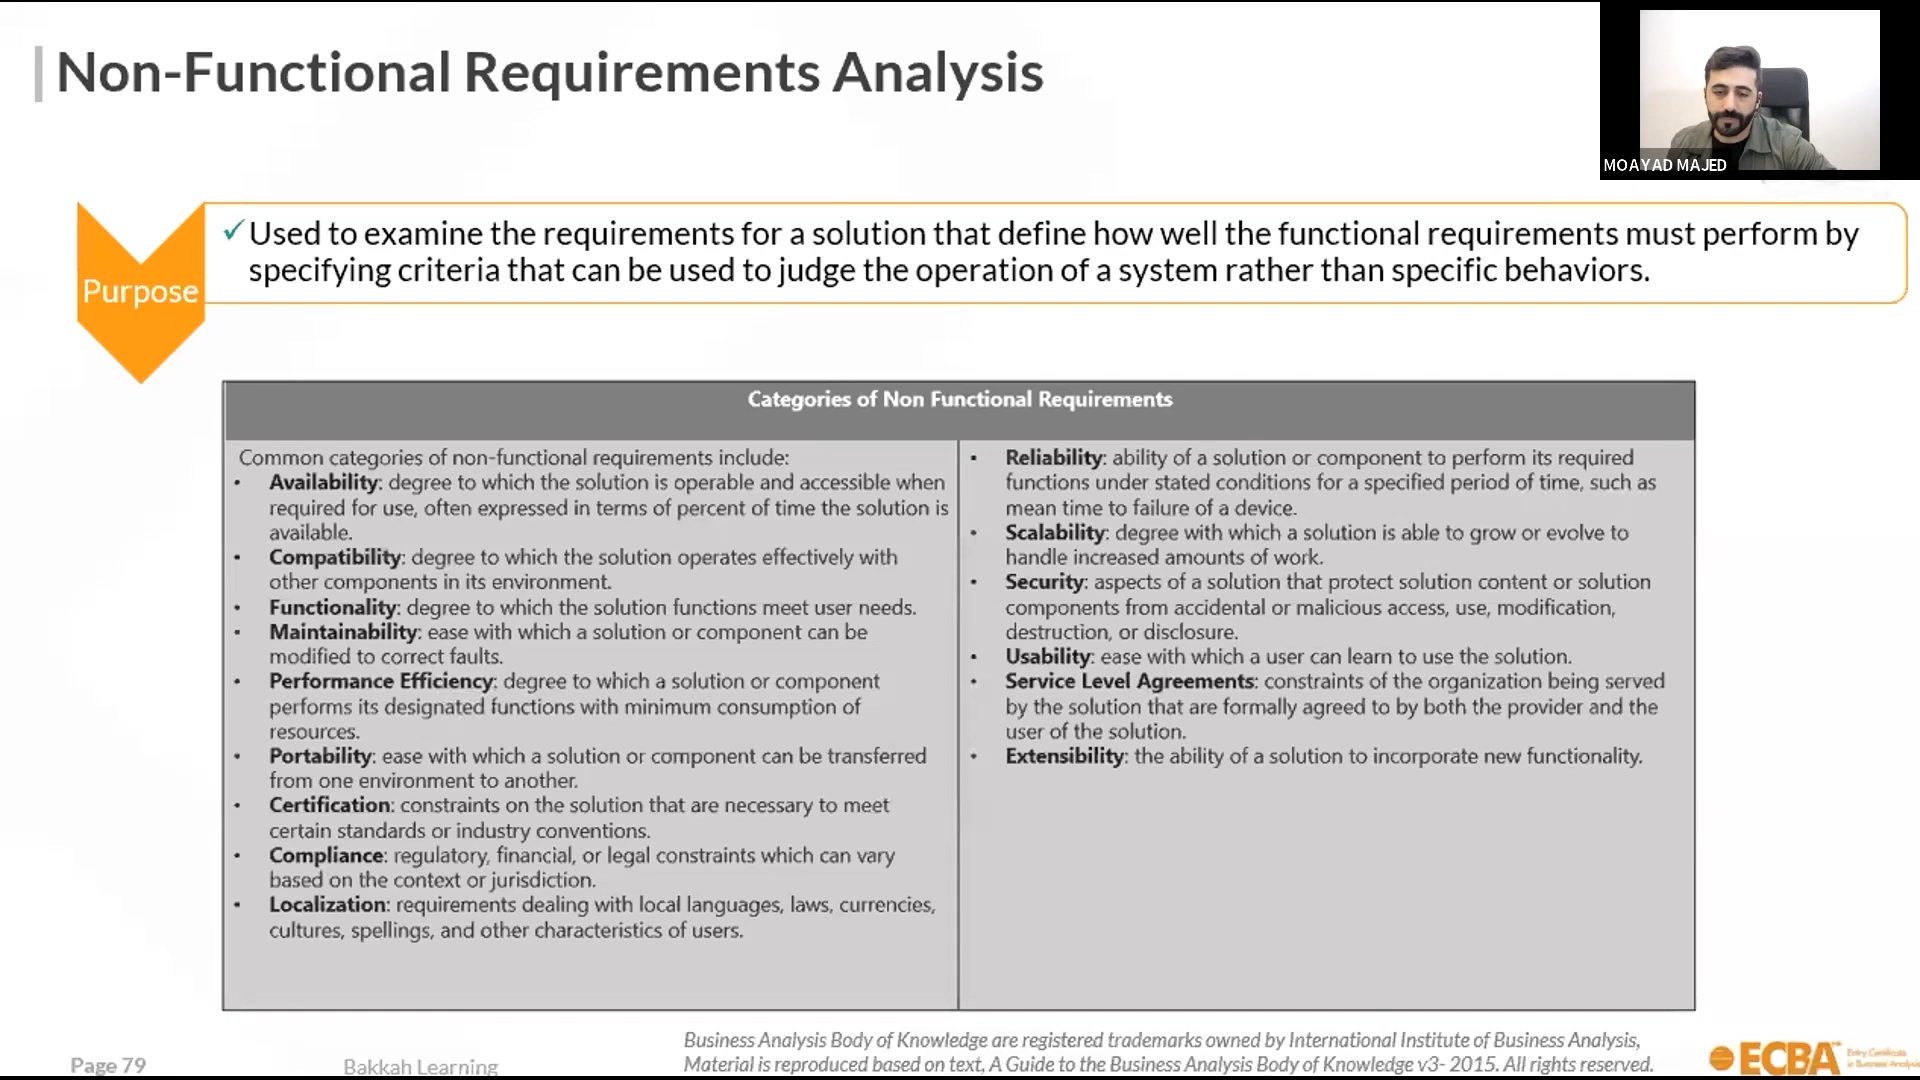 Non-Functional Requirements Analysis
MOAYAD MAJED
Purpose
✓Used to examine the requirements for a solution that define how well the functional requirements must perform by
specifying criteria that can be used to judge the operation of a system rather than specific behaviors.
Categories of Non Functional Requirements
Common categories of non-functional requirements include:
• Availability: degree to which the solution is operable and accessible when
required for use, often expressed in terms of percent of time the solution is
available.
• Compatibility: degree to which the solution operates effectively with
other components in its environment.
• Functionality: degree to which the solution functions meet user needs.
• Maintainability: ease with which a solution or component can be
modified to correct faults.
• Performance Efficiency: degree to which a solution or component
performs its designated functions with minimum consumption of
resources.
• Portability: ease with which a solution or component can be transferred
from one environment to another.
• Certification: constraints on the solution that are necessary to meet
certain standards or industry conventions.
• Compliance: regulatory, financial, or legal constraints which can vary
based on the context or jurisdiction.
• Localization: requirements dealing with local languages, laws, currencies,
cultures, spellings, and other characteristics of users.
• Reliability: ability of a solution or component to perform its required
functions under stated conditions for a specified period of time, such as
mean time to failure of a device.
• Scalability: degree with which a solution is able to grow or evolve to
handle increased amounts of work.
• Security: aspects of a solution that protect solution content or solution
components from accidental or malicious access, use, modification,
destruction, or disclosure.
• Usability: ease with which a user can learn to use the solution.
• Service Level Agreements: constraints of the organization being served
by the solution that are formally agreed to by both the provider and the
user of the solution.
• Extensibility: the ability of a solution to incorporate new functionality.
Page 79
Bakkah Learning
Business Analysis Body of Knowledge are registered trademarks owned by International Institute of Business Analysis,
Material is reproduced based on text, A Guide to the Business Analysis Body of Knowledge v3- 2015. All rights reserved.
ECBA
Entry Certificate
in Business Analysis